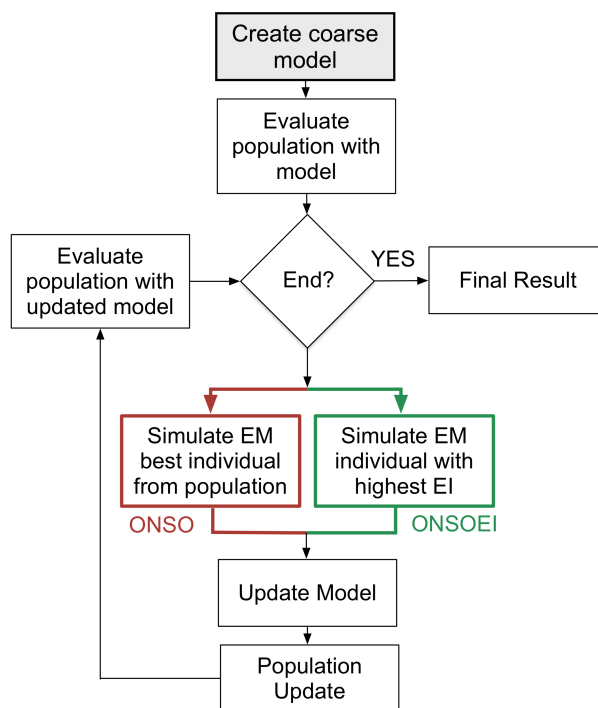 Create coarse
model
Evaluate
population with
model
Evaluate
population with
updated model
End?
YES
Final Result
Simulate EM
best individual
from population
Simulate EM
individual with
highest EI
ONSO
ONSOEI
Update Model
Population
Update